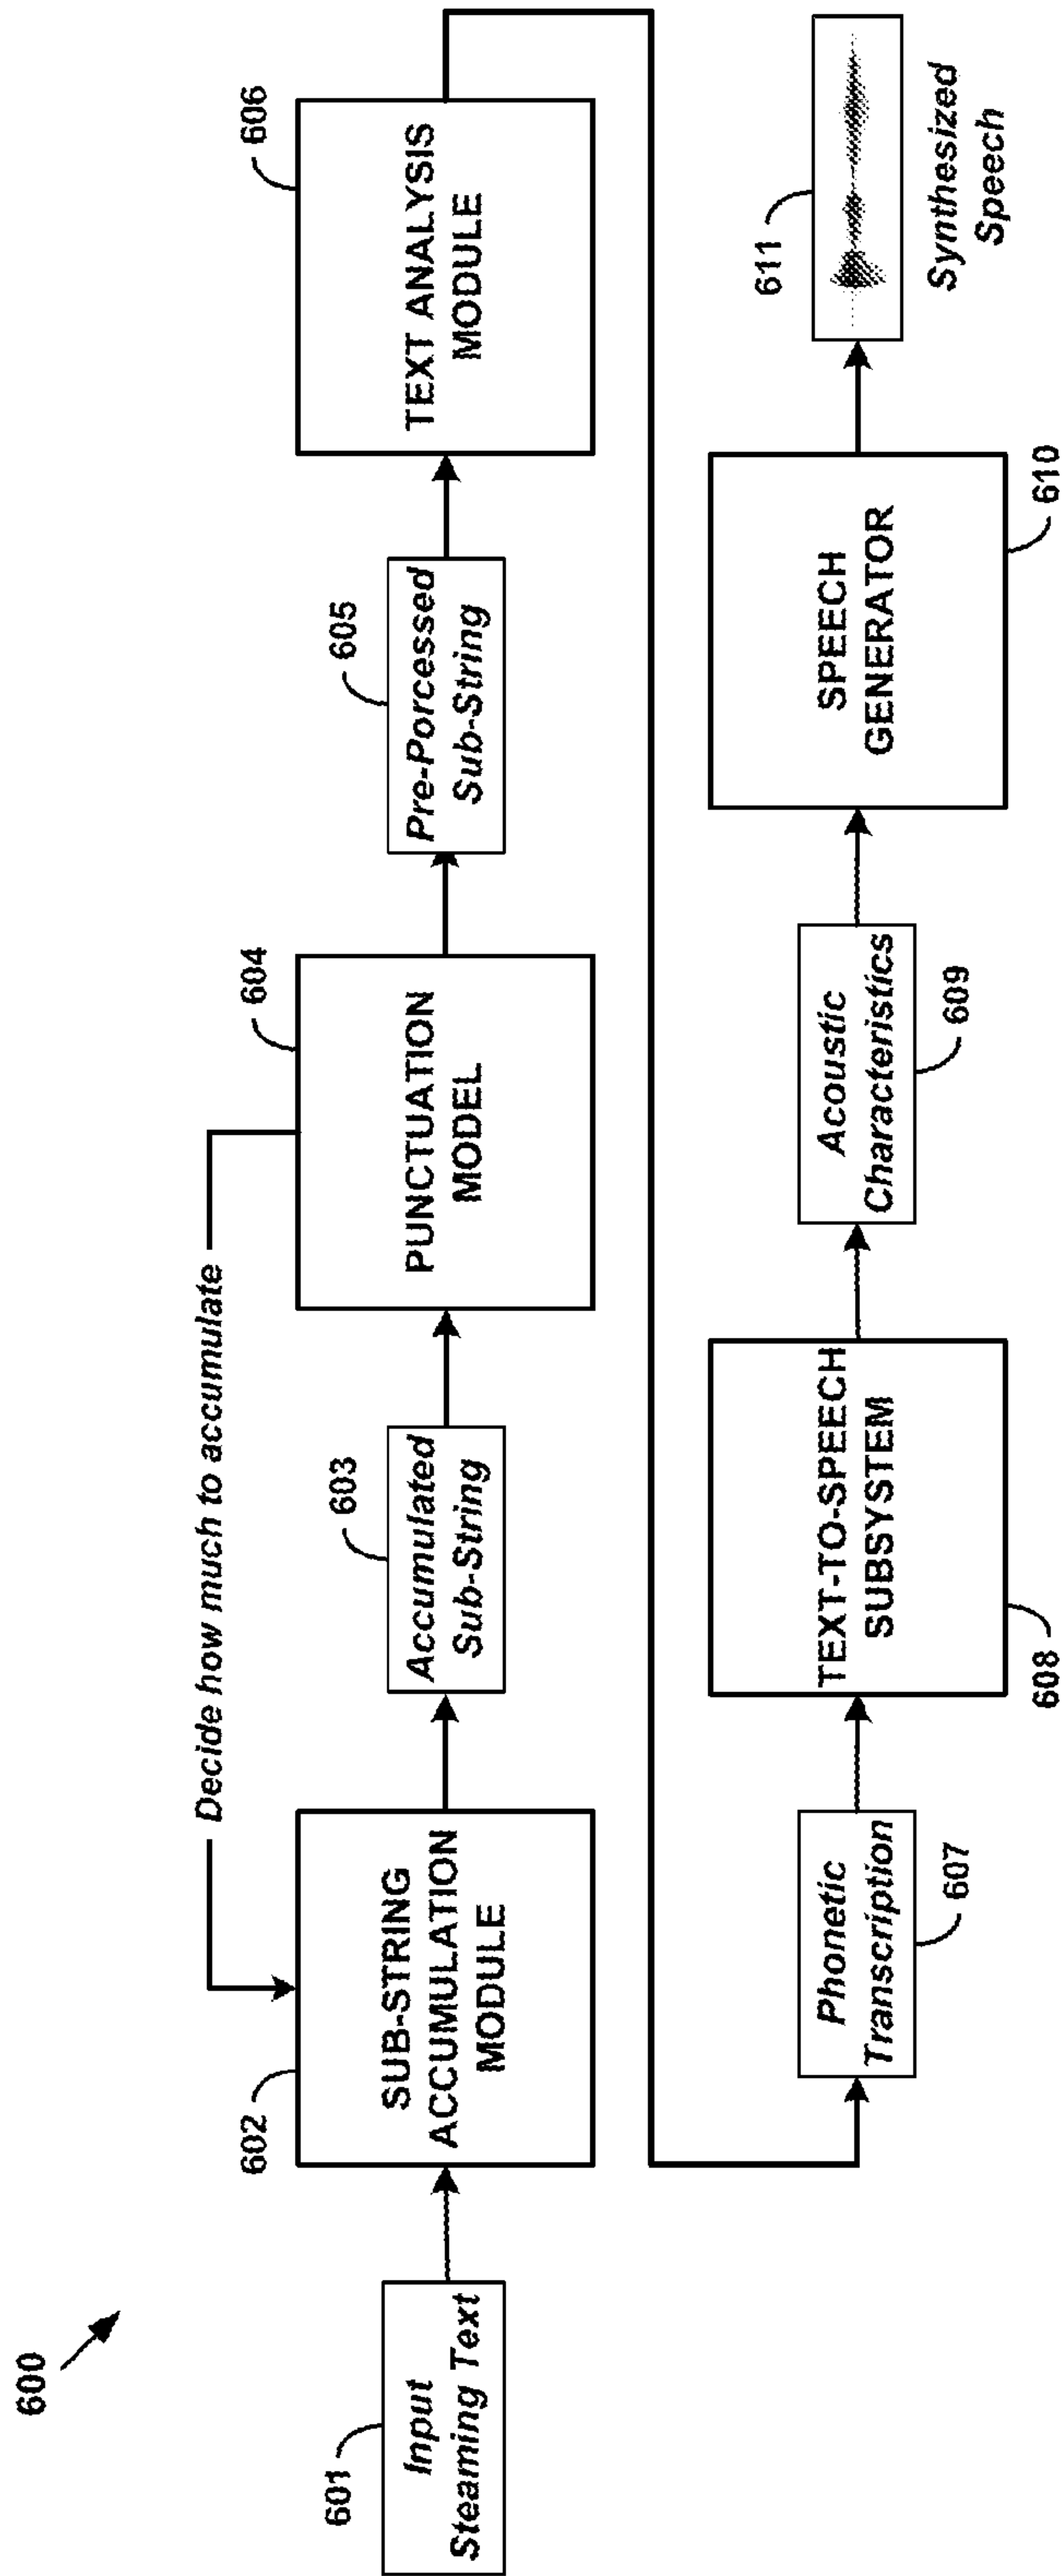 600
601
Input
Steaming Text
602
SUB-STRING
ACCUMULATION
MODULE
Decide how much to accumulate
603
Accumulated
Sub-String
604
PUNCTUATION
MODEL
605
Pre-Porcessed
Sub-String
606
TEXT ANALYSIS
MODULE
Phonetic
Transcription
607
TEXT-TO-SPEECH
SUBSYSTEM
608
Acoustic
Characteristics
609
SPEECH
GENERATOR
610
611
Synthesized
Speech